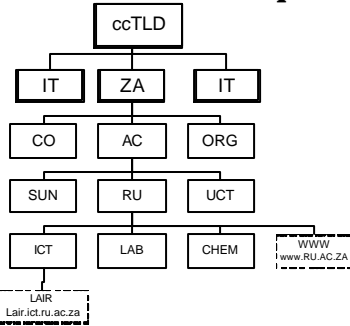 ccTLD
IT ZA IT
CO AC ORG
SUN RU UCT
ICT LAB CHEM WWW
www.RU.AC.ZA
LAIR
Lair.ict.ru.ac.za